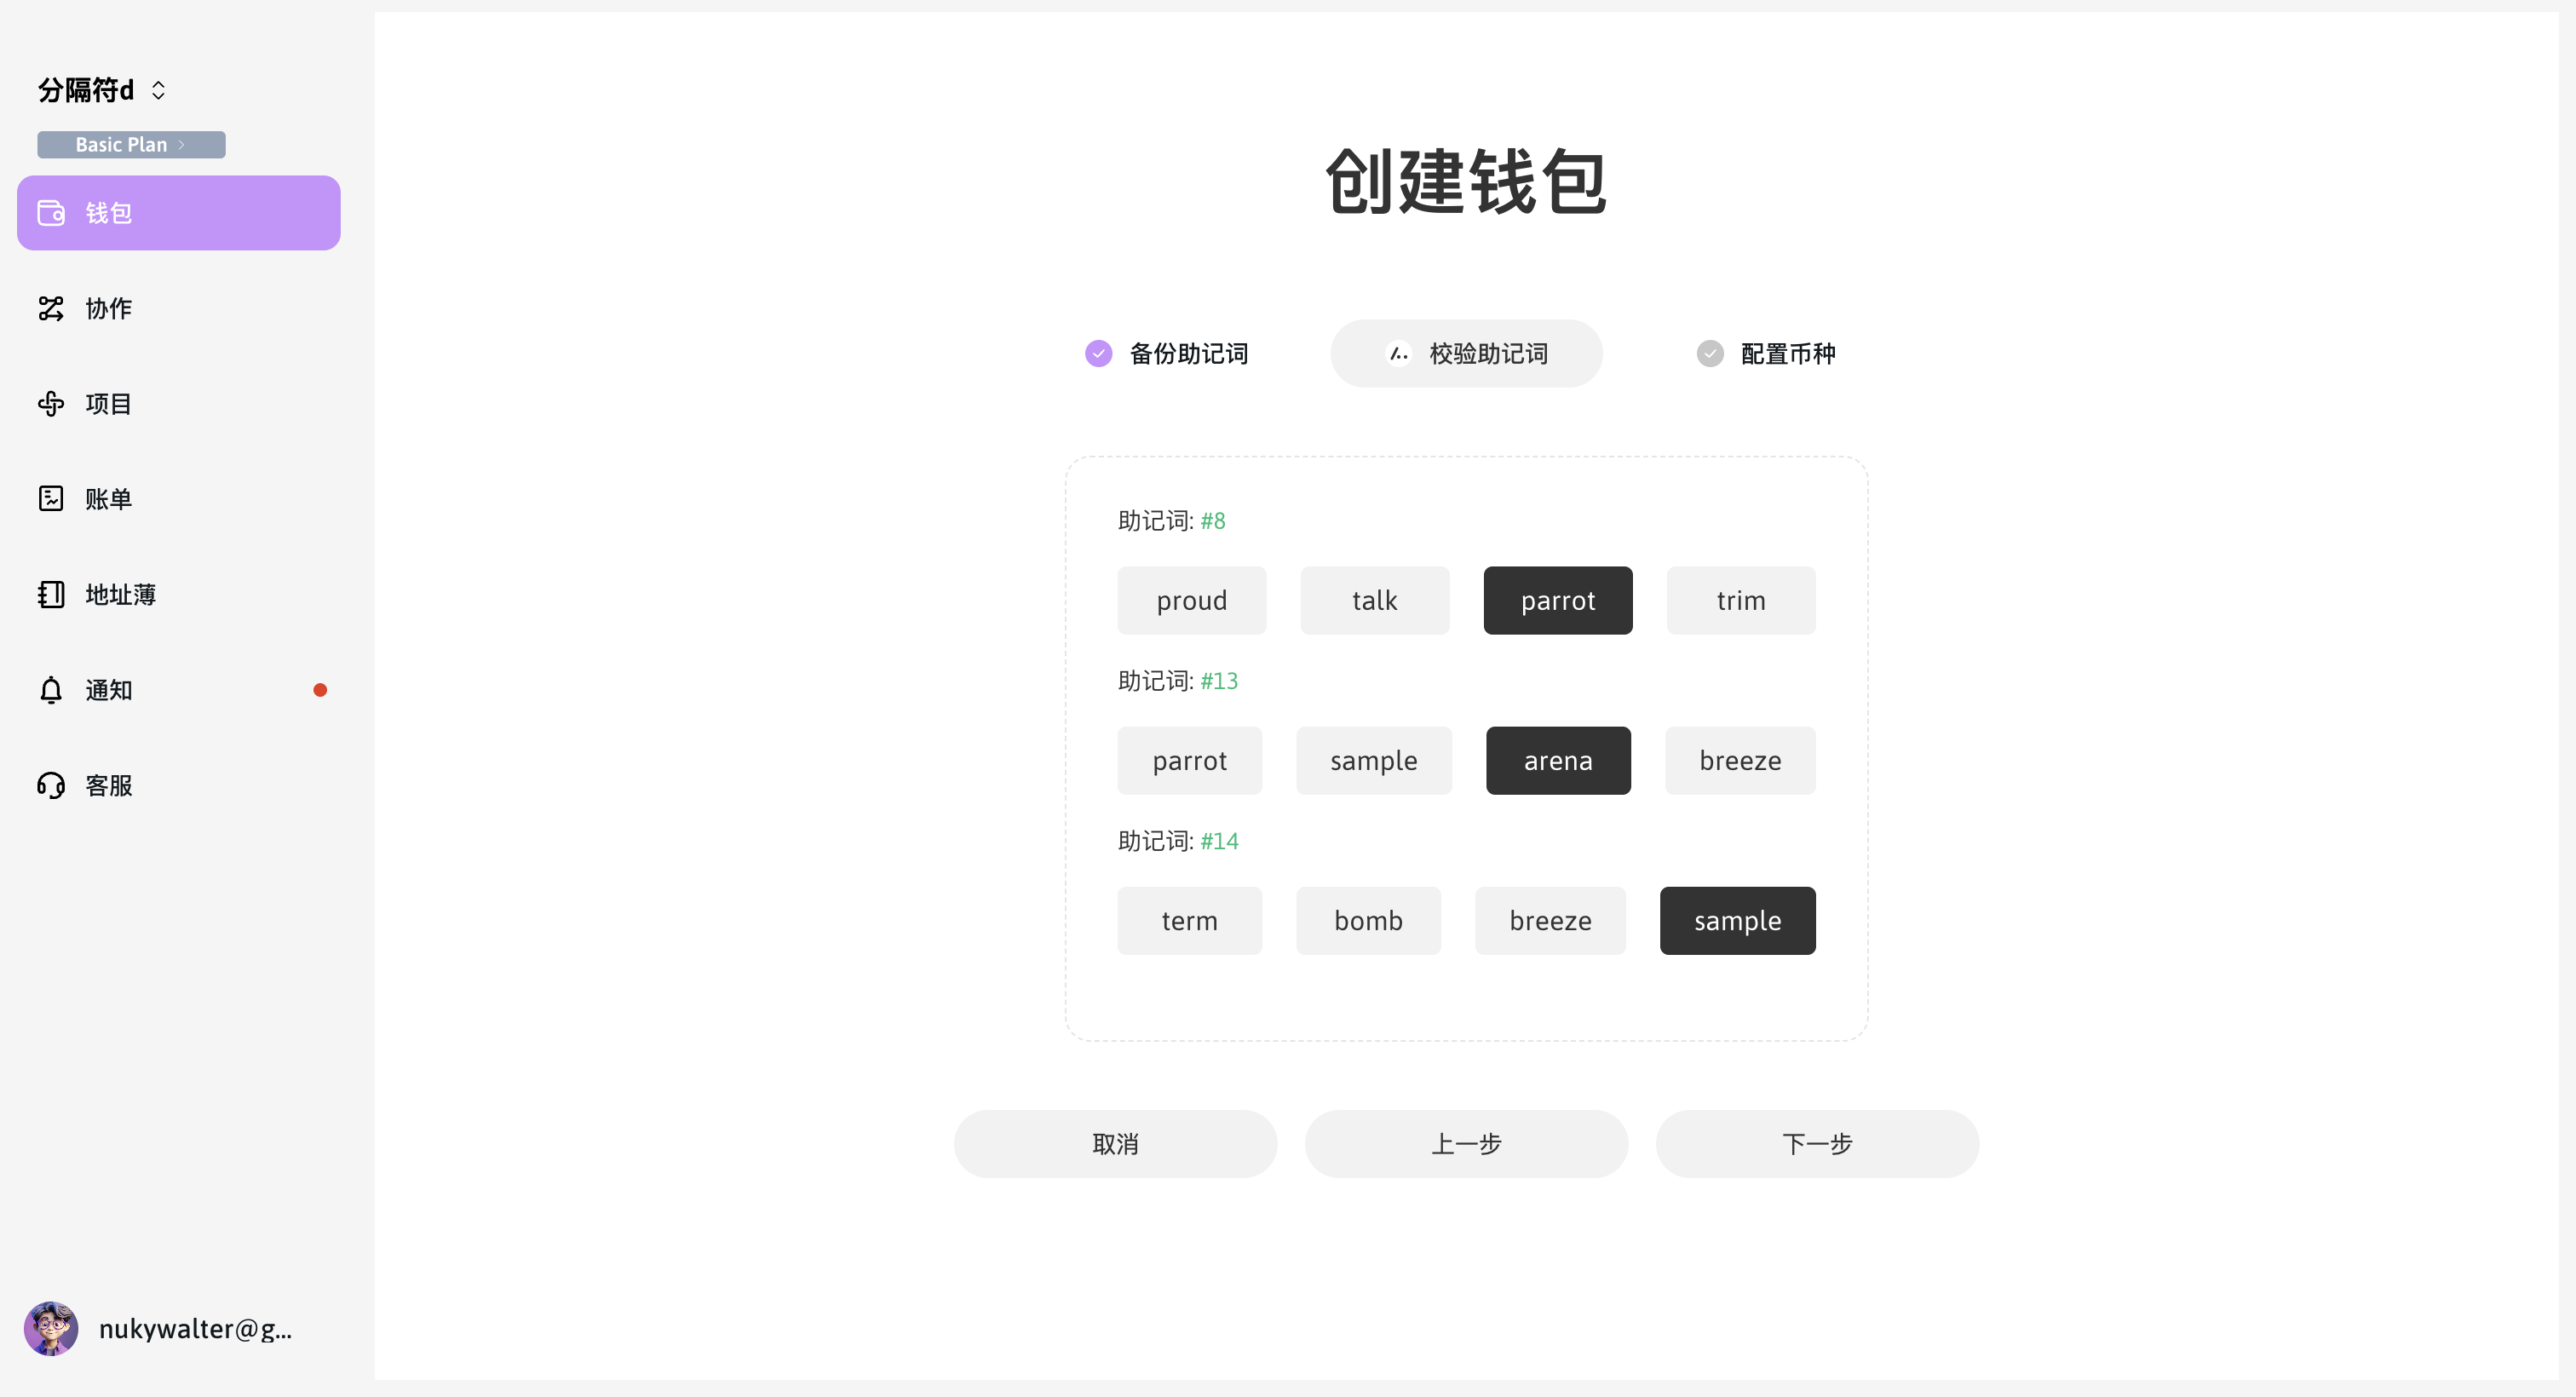 分隔符d
Basic Plan
钱包
协作
项目
账单
地址薄
通知
客服
nukywalter@g...
创建钱包
备份助记词 校验助记词 配置币种
助记词: #8
proud talk parrot trim
助记词: #13
parrot sample arena breeze
助记词: #14
term bomb breeze sample
取消 上一步 下一步